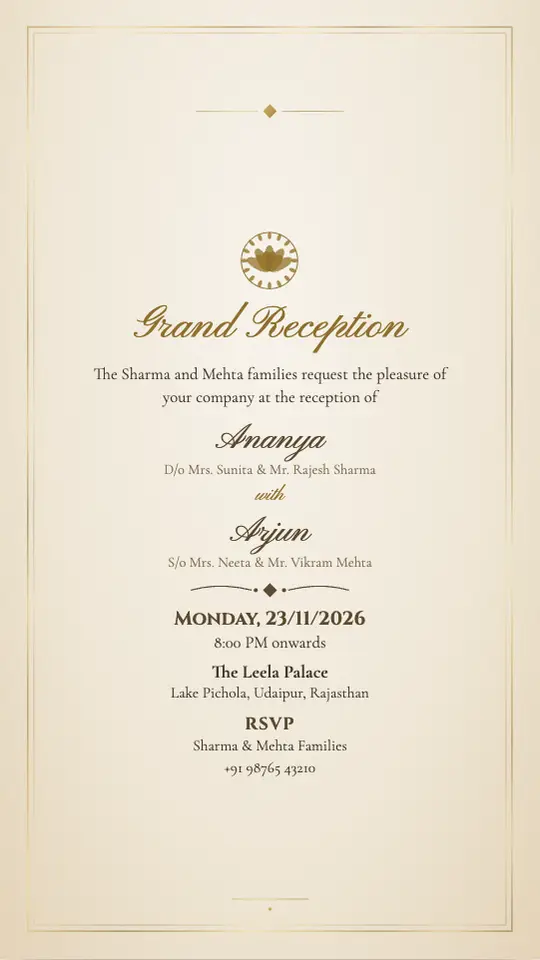 Grand Reception
The Sharma and Mehta families request the pleasure of
your company at the reception of
Ananya
D/o Mrs. Sunita & Mr. Rajesh Sharma
with
Arjun
S/o Mrs. Neeta & Mr. Vikram Mehta
Monday, 23/11/2026
8:00 PM onwards
The Leela Palace
Lake Pichola, Udaipur, Rajasthan
RSVP
Sharma & Mehta Families
+91 98765 43210